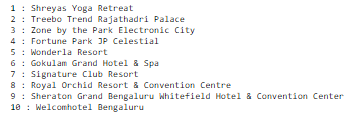 1 : Shreyas Yoga Retreat
2 : Treebo Trend Rajathadri Palace
3 : Zone by the Park Electronic City
4 : Fortune Park JP Celestial
5 : Wonderla Resort
6 : Gokulam Grand Hotel & Spa
7 : Signature Club Resort
8 : Royal Orchid Resort & Convention Centre
9 : Sheraton Grand Bengaluru Whitefield Hotel & Convention Center
10 : Welcomhotel Bengaluru